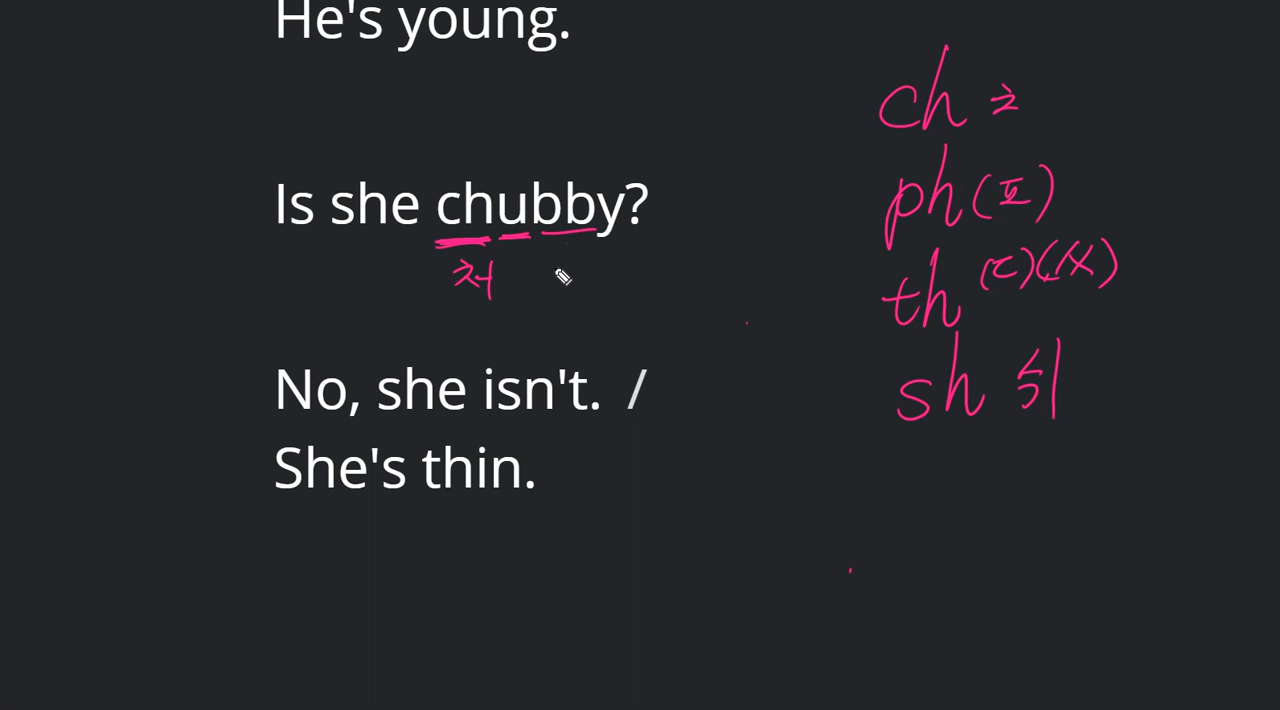 He's young.
Is she chubby?
처
No, she isn't. /
She's thin.
ch ㅊ
ph (ㅍ)
th (ㄷ)(ㅆ)
sh 쉬